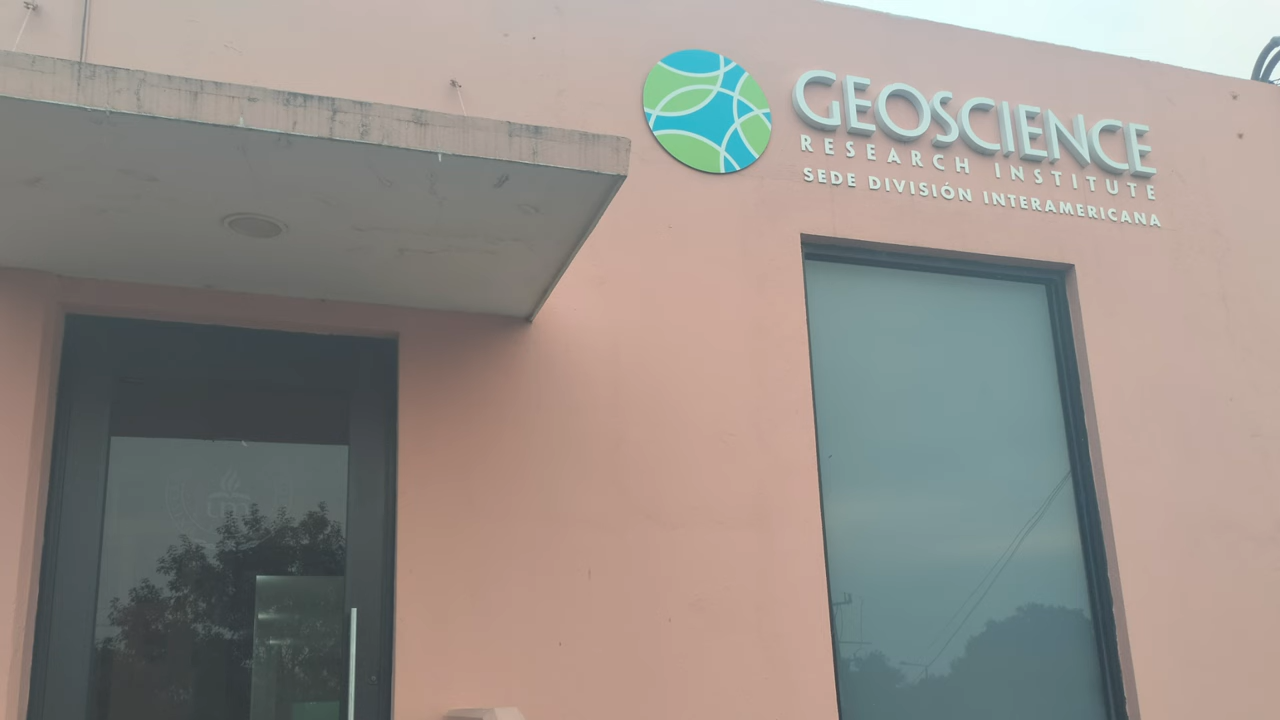 GEOSCIENCE
RESEARCH INSTITUTE
SEDE DIVISIÓN INTERAMERICANA